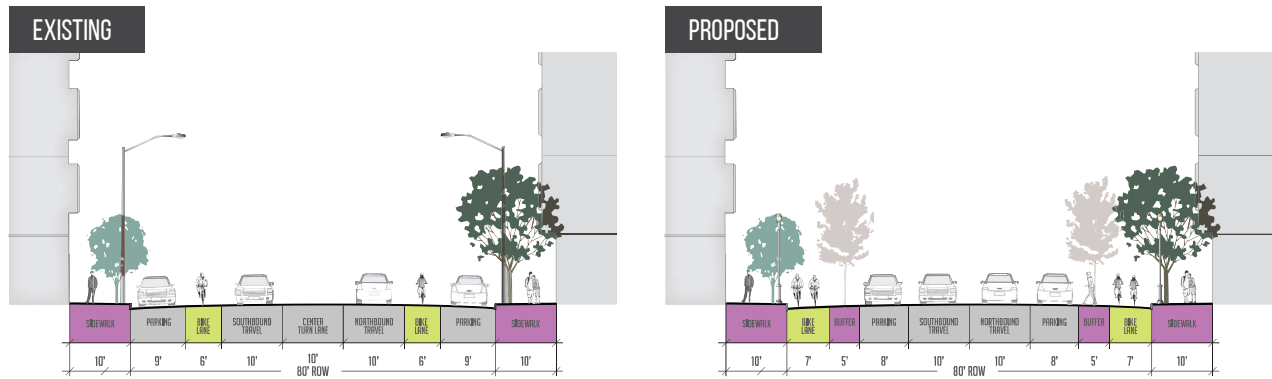 EXISTING
SIDEWALK
PARKING
BIKE
LANE
SOUTHBOUND
TRAVEL
CENTER
TURN LANE
NORTHBOUND
TRAVEL
BIKE
LANE
PARKING
SIDEWALK
10' 9' 6' 10' 10' 10' 6' 9' 10'
80' ROW
PROPOSED
SIDEWALK
BIKE
LANE
BUFFER
PARKING
SOUTHBOUND
TRAVEL
NORTHBOUND
TRAVEL
PARKING
BUFFER
BIKE
LANE
SIDEWALK
10' 7' 5' 8' 10' 10' 8' 5' 7' 10'
80' ROW